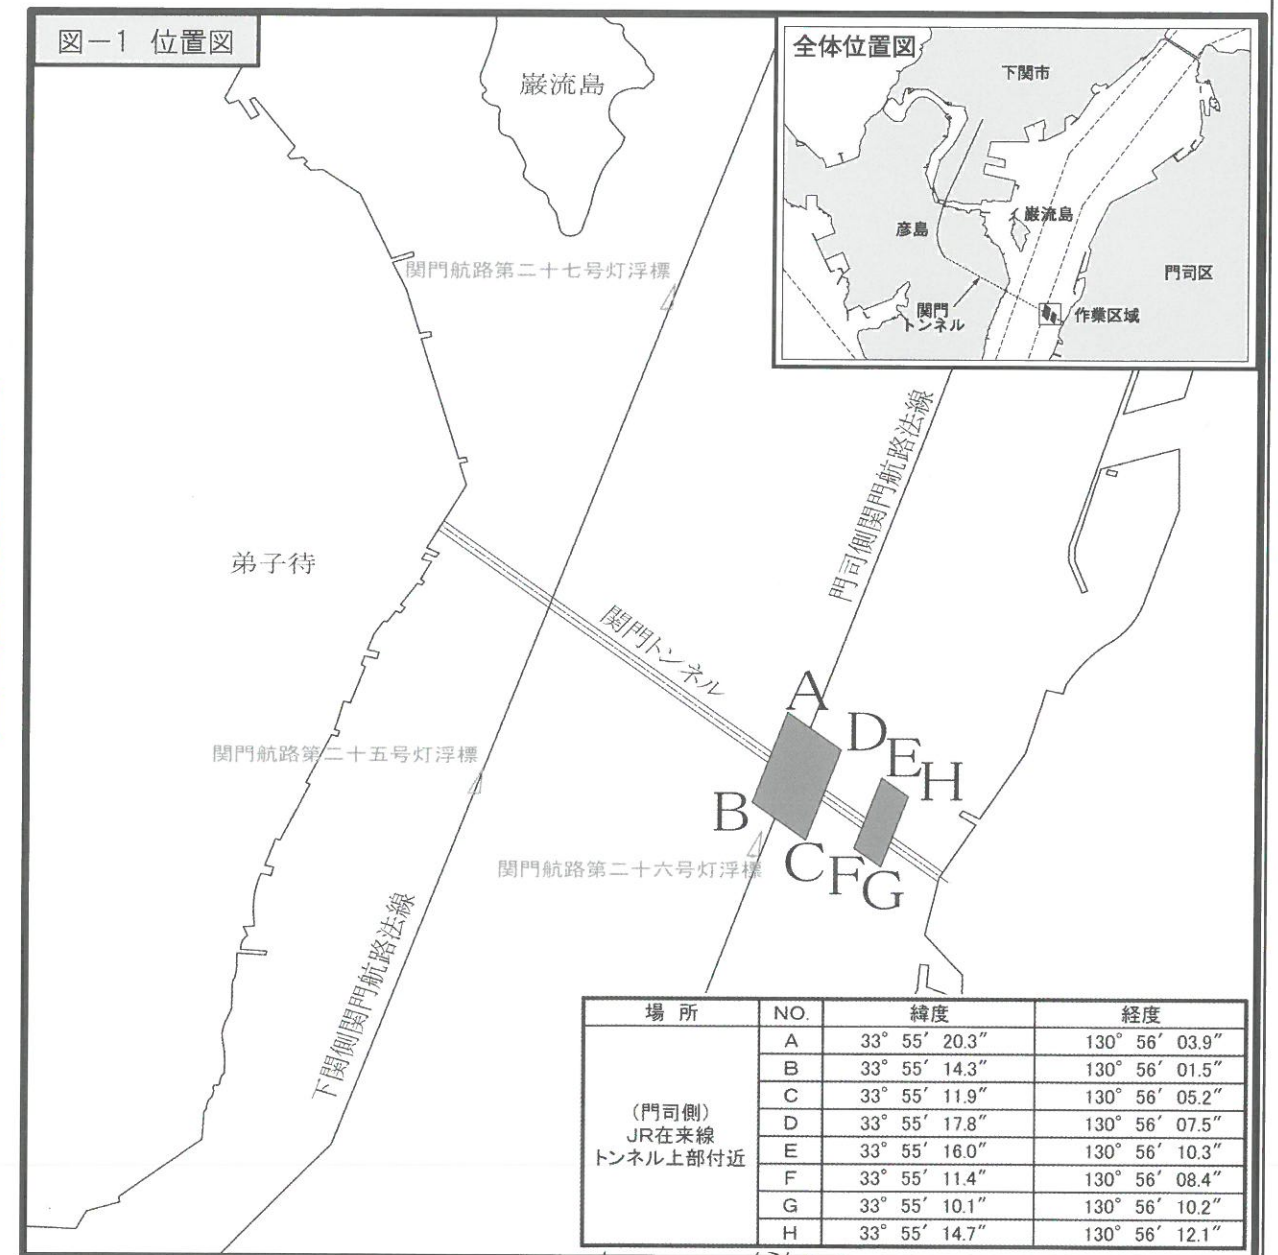 図－1 位置図
全体位置図
下関市
巌流島
彦島
門司区
関門
トンネル
作業区域
巌流島
関門航路第二十七号灯浮標
門司側関門航路法線
弟子待
関門トンネル
A
D
E
H
関門航路第二十五号灯浮標
B
C
F
G
関門航路第二十六号灯浮標
下関側関門航路法線
場 所 NO. 緯度 経度
(門司側)
JR在来線
トンネル上部付近
A 33° 55′ 20.3″ 130° 56′ 03.9″
B 33° 55′ 14.3″ 130° 56′ 01.5″
C 33° 55′ 11.9″ 130° 56′ 05.2″
D 33° 55′ 17.8″ 130° 56′ 07.5″
E 33° 55′ 16.0″ 130° 56′ 10.3″
F 33° 55′ 11.4″ 130° 56′ 08.4″
G 33° 55′ 10.1″ 130° 56′ 10.2″
H 33° 55′ 14.7″ 130° 56′ 12.1″